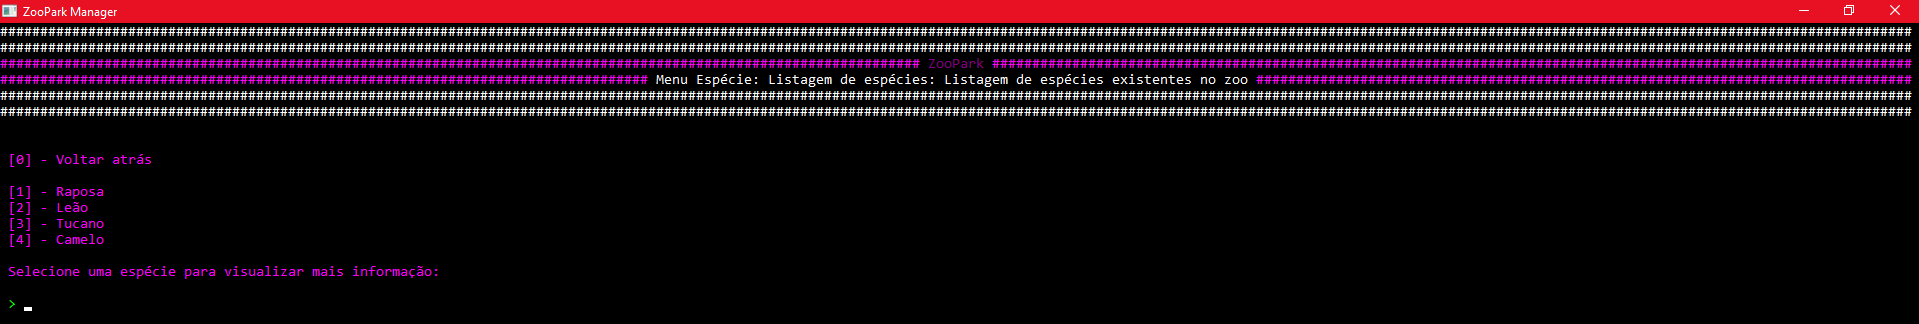 ZooPark Manager
###############################################################################################################################################################################################################################################
###############################################################################################################################################################################################################################################
################################################################################################################### ZooPark ###################################################################################################################
################################################################################# Menu Espécie: Listagem de espécies: Listagem de espécies existentes no zoo ##################################################################################
###############################################################################################################################################################################################################################################
###############################################################################################################################################################################################################################################
[0] - Voltar atrás
[1] - Raposa
[2] - Leão
[3] - Tucano
[4] - Camelo
Selecione uma espécie para visualizar mais informação:
>